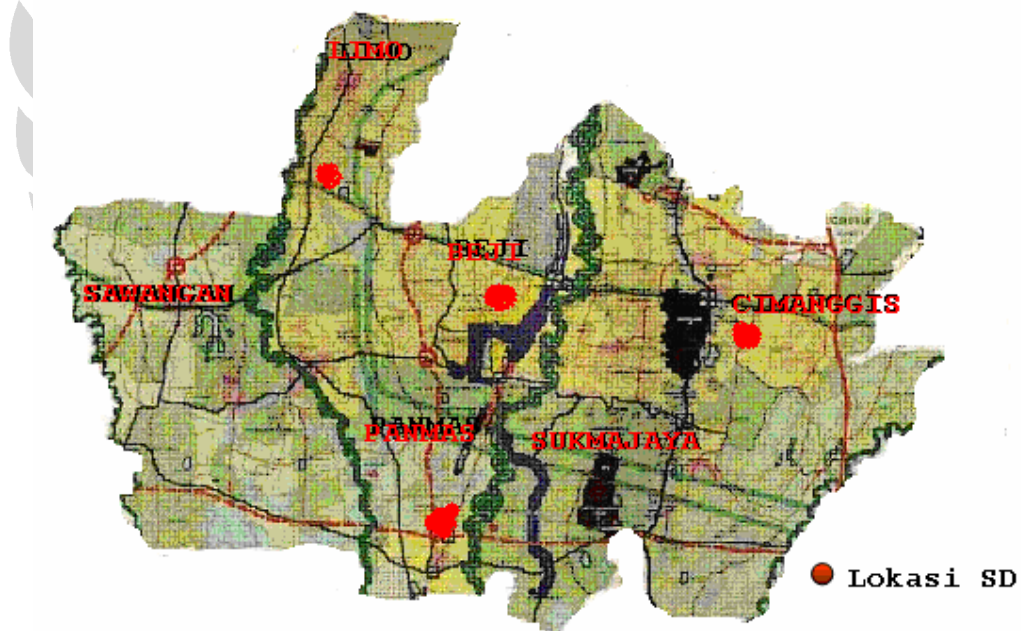 LIMO
BEJI
SAWANGAN
CIMANGGIS
PANMAS
SUKMAJAYA
Lokasi SD